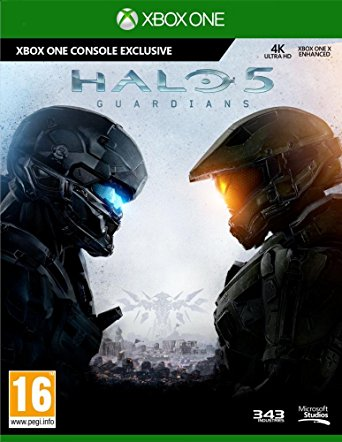 XBOX ONE
XBOX ONE CONSOLE EXCLUSIVE
4K
ULTRA HD
XBOX ONE X
ENHANCED
HALO 5
GUARDIANS
16
www.pegi.info
343
INDUSTRIES
Microsoft
Studios